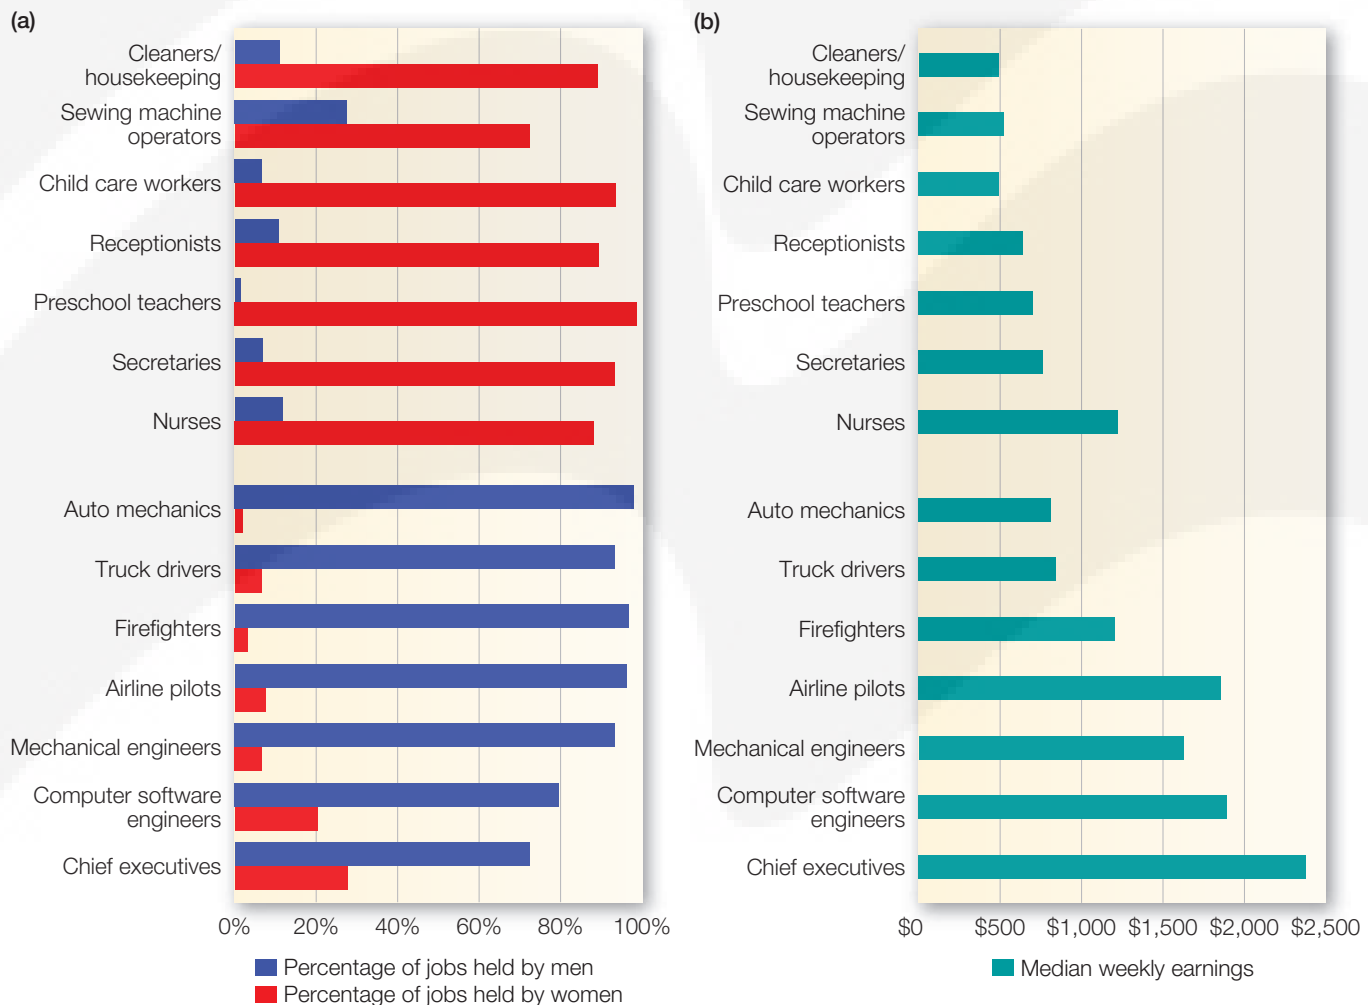 (a)
Cleaners/
housekeeping
Sewing machine
operators
Child care workers
Receptionists
Preschool teachers
Secretaries
Nurses
Auto mechanics
Truck drivers
Firefighters
Airline pilots
Mechanical engineers
Computer software
engineers
Chief executives
0% 20% 40% 60% 80% 100%
Percentage of jobs held by men
Percentage of jobs held by women
(b)
Cleaners/
housekeeping
Sewing machine
operators
Child care workers
Receptionists
Preschool teachers
Secretaries
Nurses
Auto mechanics
Truck drivers
Firefighters
Airline pilots
Mechanical engineers
Computer software
engineers
Chief executives
$0 $500 $1,000 $1,500 $2,000 $2,500
Median weekly earnings